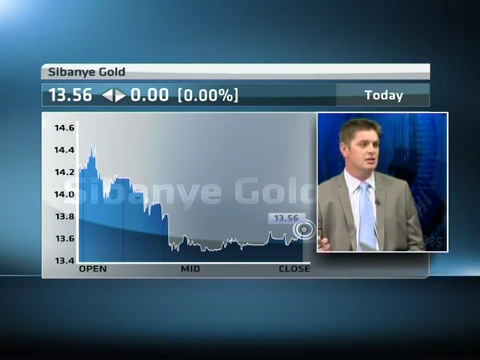 Sibanye Gold
13.56 0.00 [0.00%] Today
14.6
14.4
14.2
14.0
13.8
13.6
13.4
Sibanye Gold
13.56
OPEN MID CLOSE